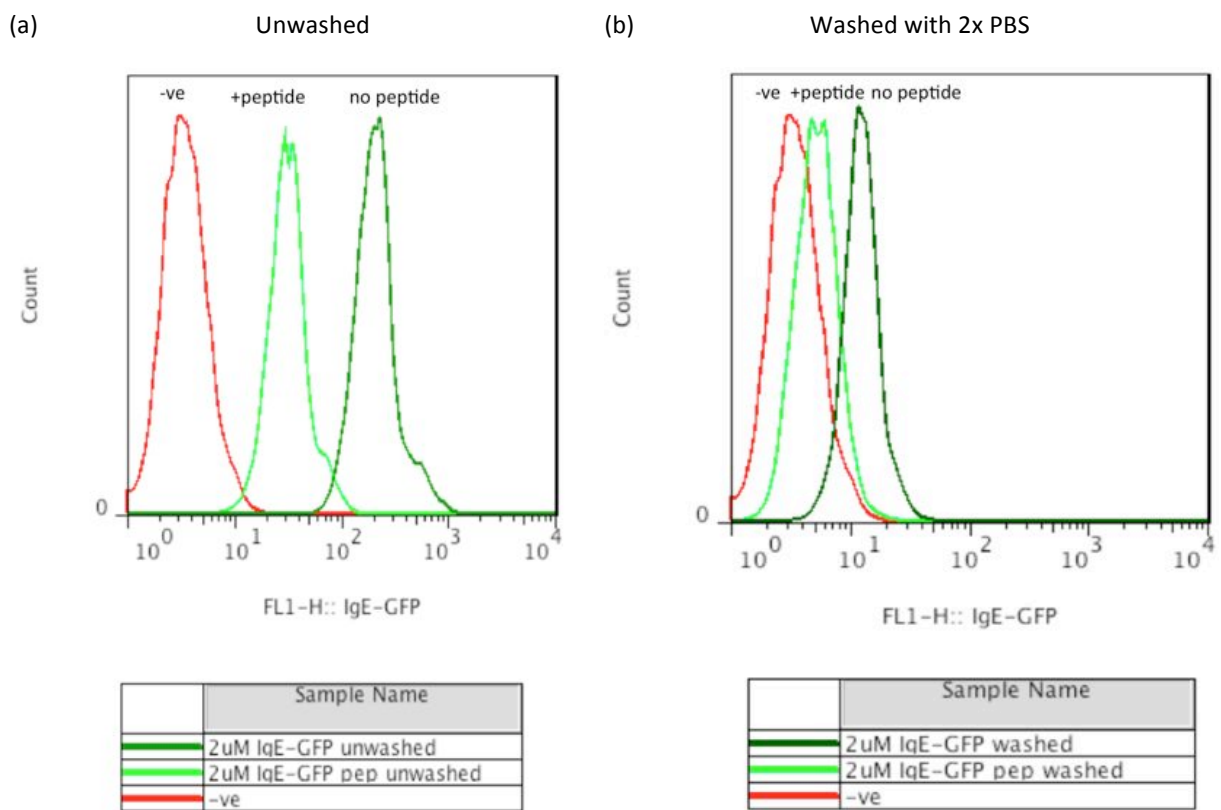 (a) Unwashed
(b) Washed with 2x PBS
-ve +peptide no peptide
Count
0
10^0 10^1 10^2 10^3 10^4
FL1-H:: IgE-GFP
Sample Name
2uM IgE-GFP unwashed
2uM IgE-GFP pep unwashed
-ve
-ve +peptide no peptide
Count
0
10^0 10^1 10^2 10^3 10^4
FL1-H:: IgE-GFP
Sample Name
2uM IgE-GFP washed
2uM IgE-GFP pep washed
-ve